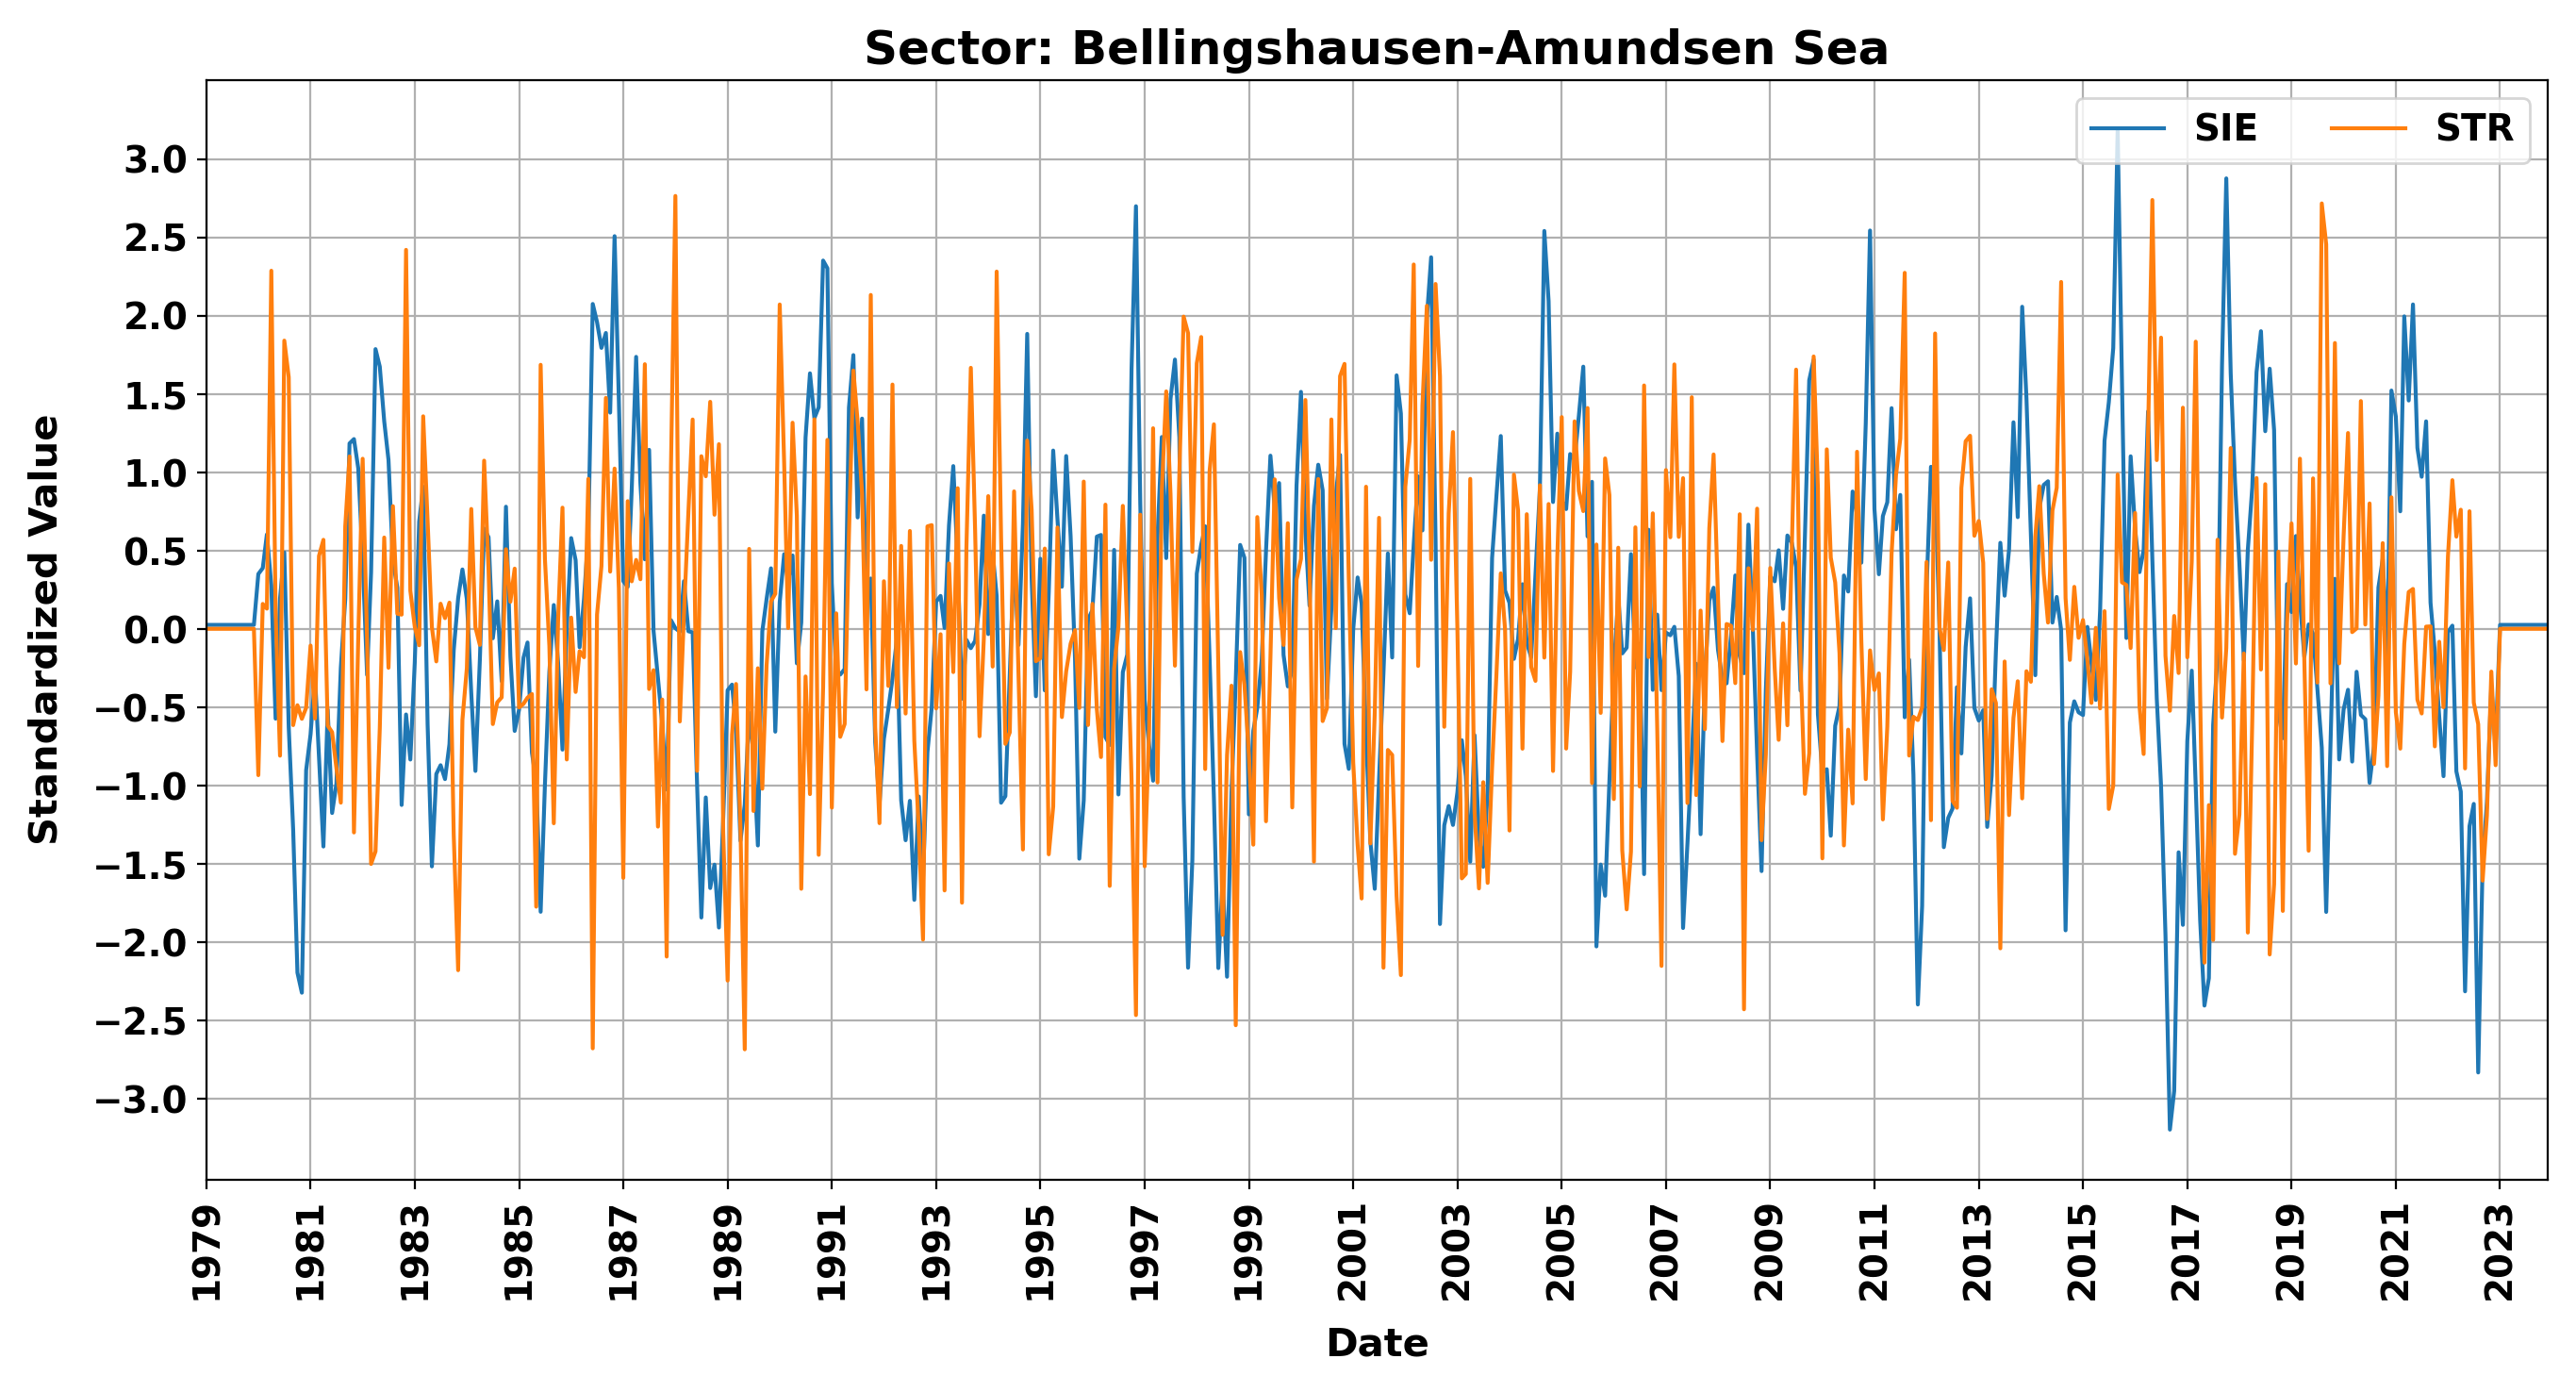 Sector: Bellingshausen-Amundsen Sea
SIE STR
Standardized Value
3.0
2.5
2.0
1.5
1.0
0.5
0.0
−0.5
−1.0
−1.5
−2.0
−2.5
−3.0
1979 1981 1983 1985 1987 1989 1991 1993 1995 1997 1999 2001 2003 2005 2007 2009 2011 2013 2015 2017 2019 2021 2023
Date